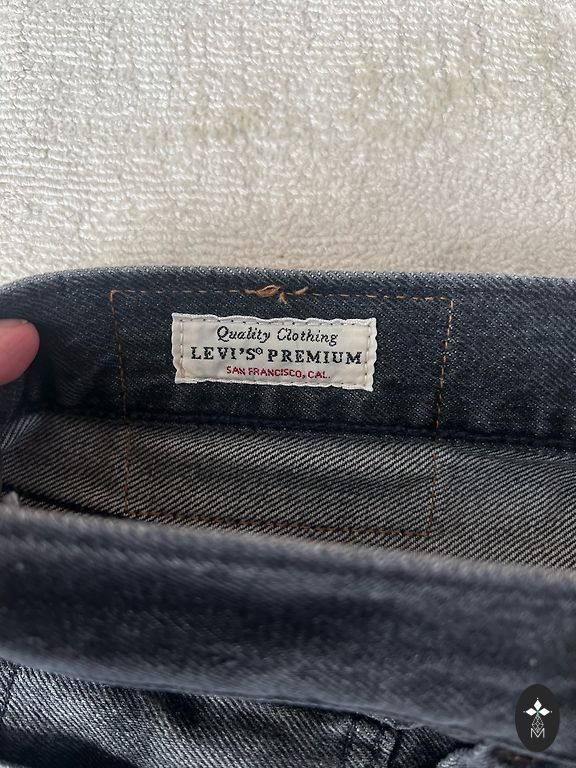 Quality Clothing
LEVI'S® PREMIUM
SAN FRANCISCO, CAL.